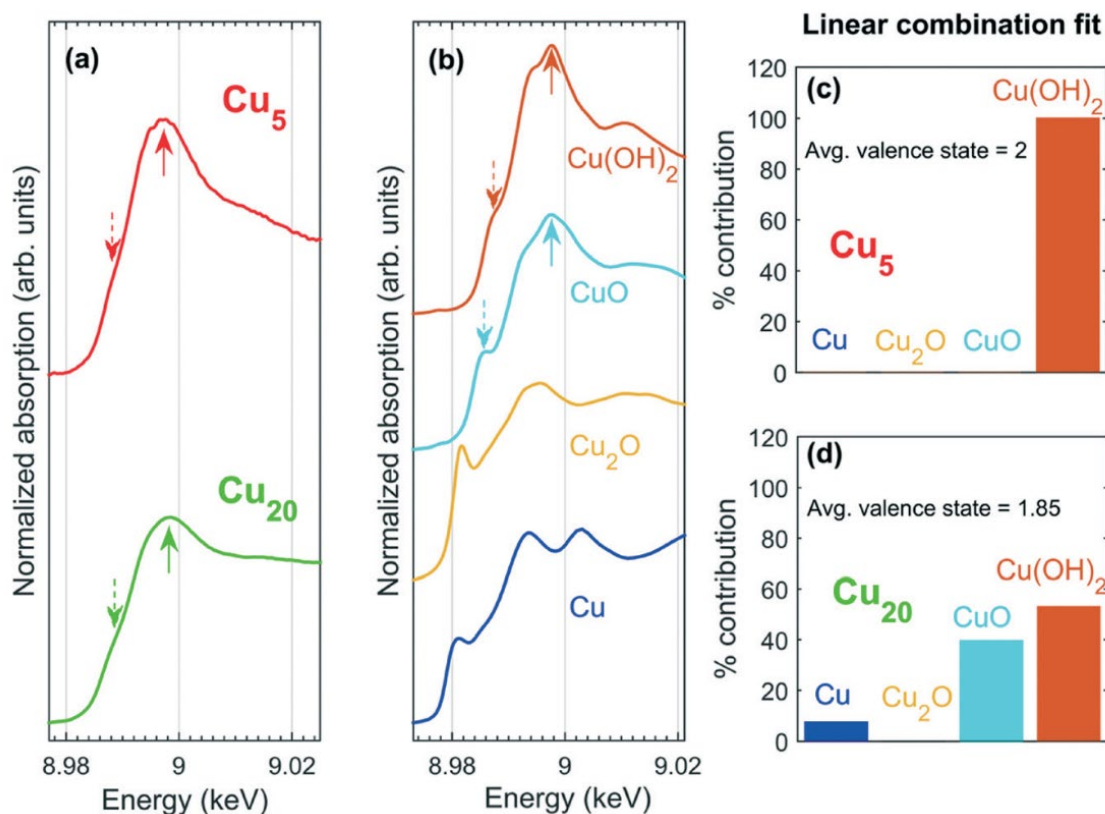 Linear combination fit
(a)
Cu5
Cu20
Normalized absorption (arb. units)
8.98 9 9.02
Energy (keV)
(b)
Cu(OH)2
CuO
Cu2O
Cu
Normalized absorption (arb. units)
8.98 9 9.02
Energy (keV)
(c)
Cu(OH)2
Avg. valence state = 2
Cu5
Cu Cu2O CuO
% contribution
120
100
80
60
40
20
0
(d)
Avg. valence state = 1.85
Cu(OH)2
Cu20
CuO
Cu Cu2O
% contribution
120
100
80
60
40
20
0